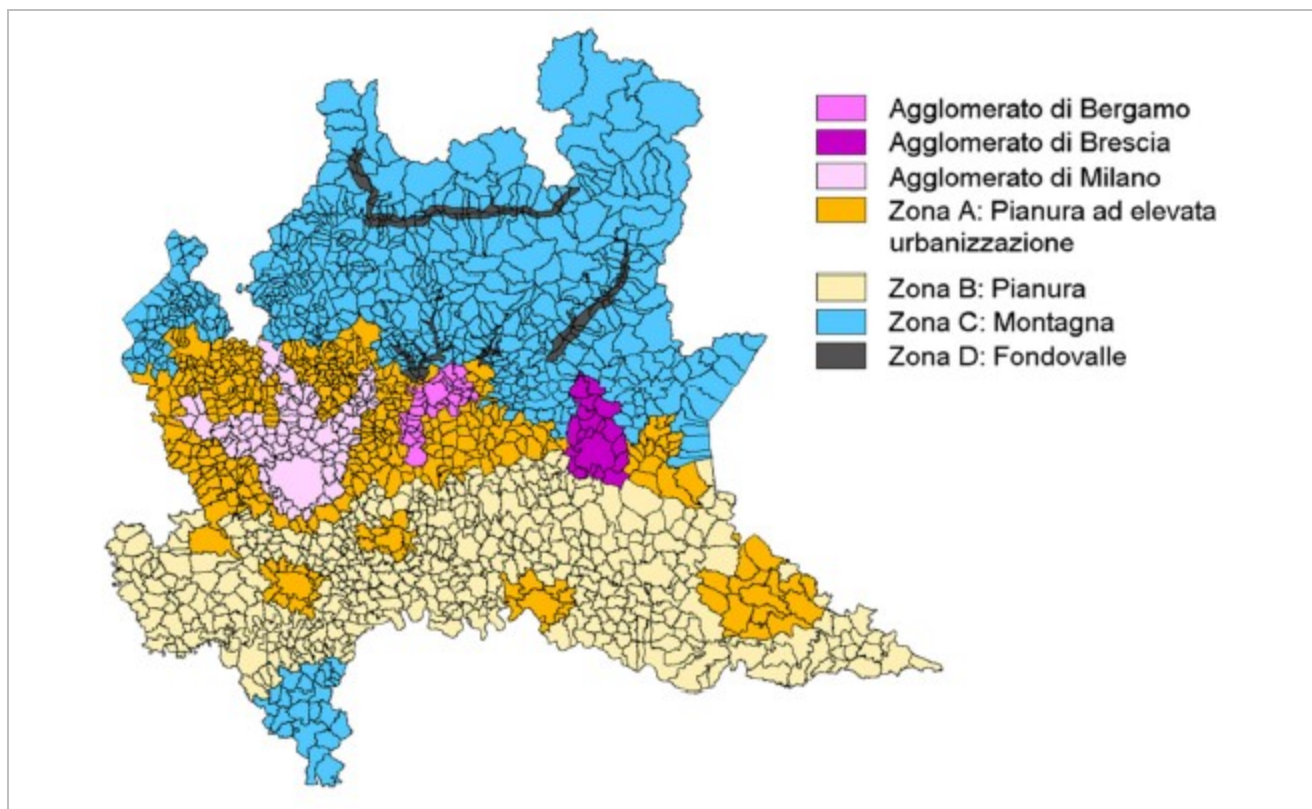 Agglomerato di Bergamo
Agglomerato di Brescia
Agglomerato di Milano
Zona A: Pianura ad elevata
urbanizzazione
Zona B: Pianura
Zona C: Montagna
Zona D: Fondovalle